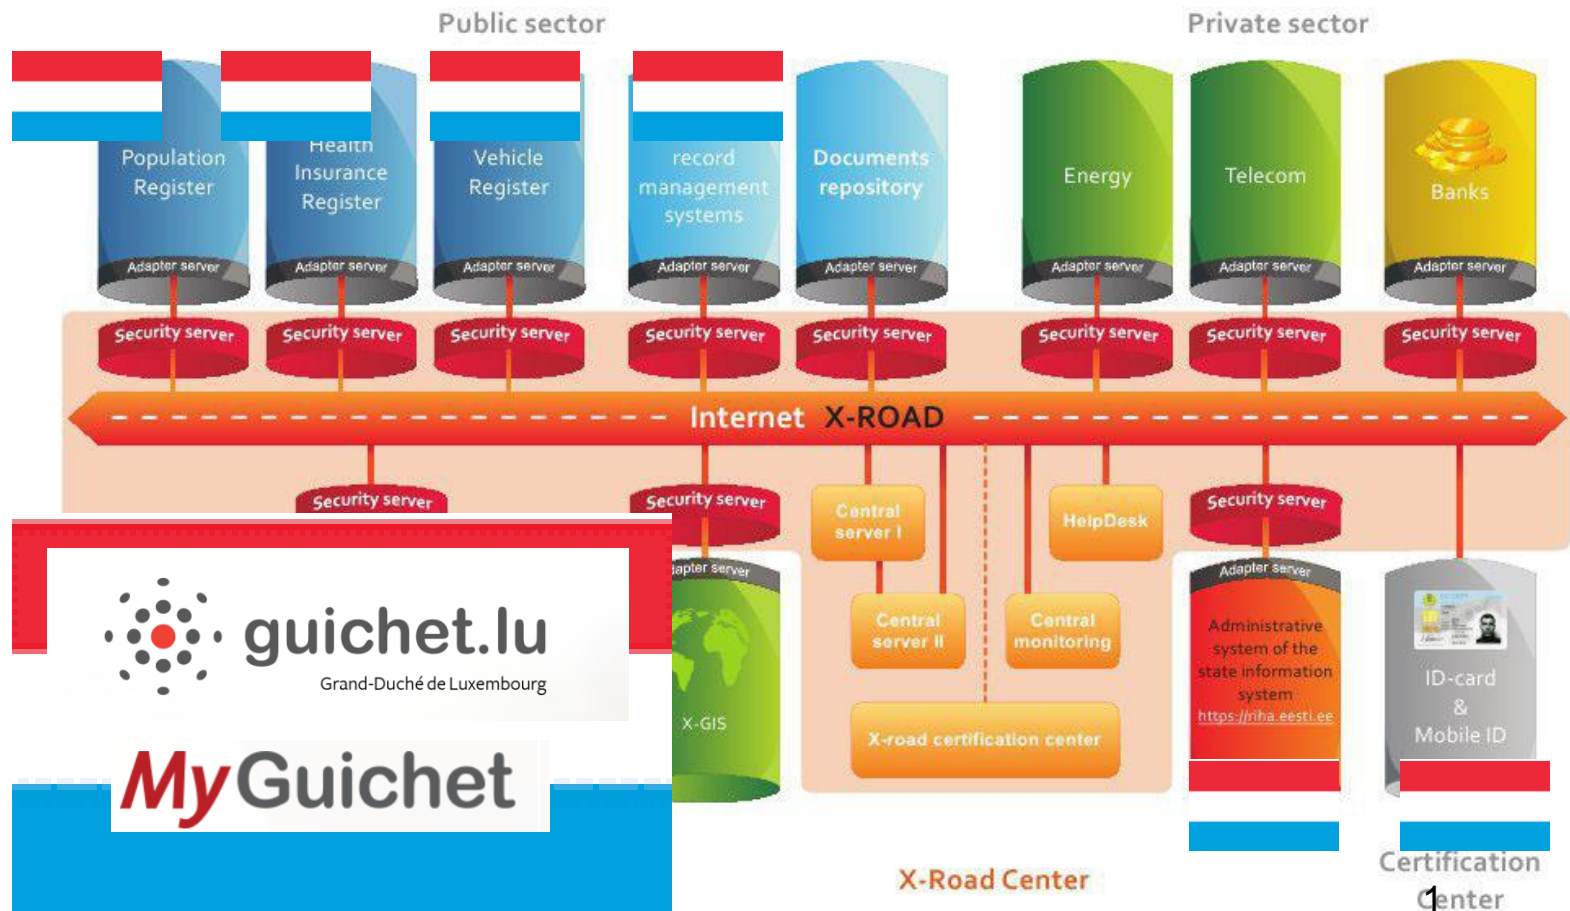 Public sector
Private sector
Population
Register
Health
Insurance
Register
Vehicle
Register
record
management
systems
Documents
repository
Energy
Telecom
Banks
Adapter server
Adapter server
Adapter server
Adapter server
Adapter server
Adapter server
Adapter server
Adapter server
Security server
Security server
Security server
Security server
Security server
Security server
Security server
Security server
Internet X-ROAD
Security server
Security server
Central
server I
HelpDesk
Security server
guichet.lu
Grand-Duché de Luxembourg
MyGuichet
server
X-GIS
Central
server II
Central
monitoring
X-road certification center
Adapter server
Administrative
system of the
state information
system
https://riha.eesti.ee
ID-card
&
Mobile ID
X-Road Center
Certification
Center
1